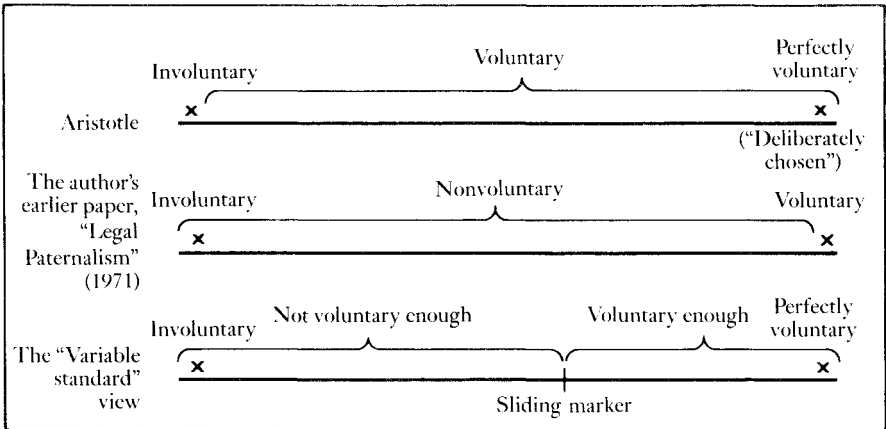 Involuntary
Voluntary
Perfectly
voluntary
x
x
Aristotle
("Deliberately
chosen")
The author's
earlier paper,
"Legal
Paternalism"
(1971)
Involuntary
Nonvoluntary
Voluntary
x
x
The "Variable
standard"
view
Involuntary
Not voluntary enough
Voluntary enough
Perfectly
voluntary
x
x
Sliding marker